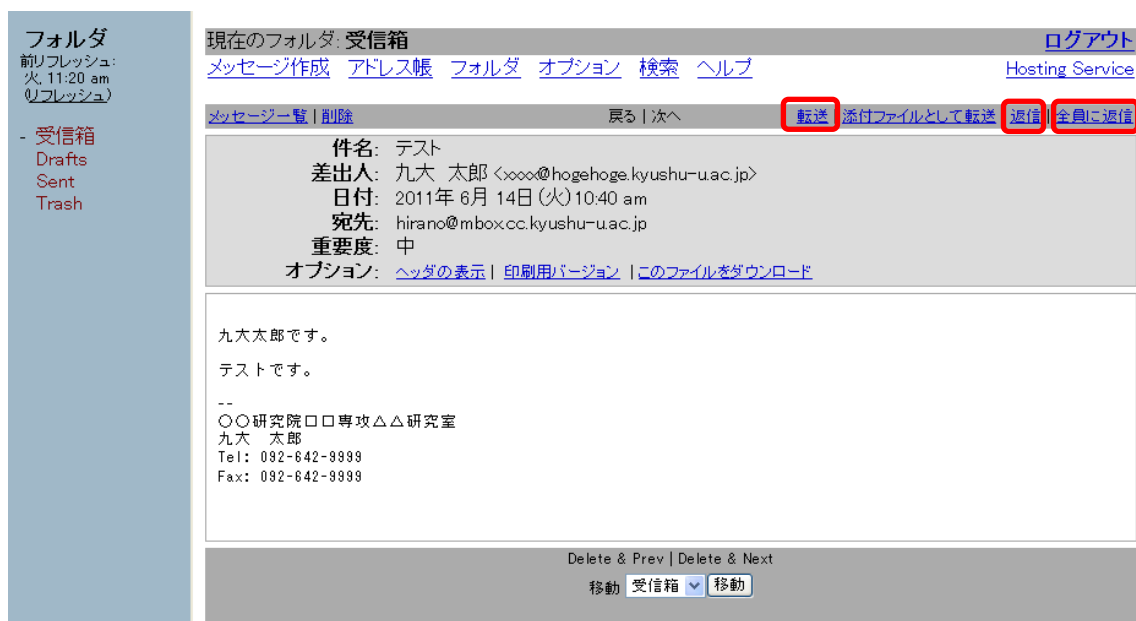 フォルダ
前リフレッシュ:
火, 11:20 am
(リフレッシュ)
- 受信箱
Drafts
Sent
Trash
現在のフォルダ: 受信箱 ログアウト
メッセージ作成 アドレス帳 フォルダ オプション 検索 ヘルプ Hosting Service
メッセージ一覧 | 削除 戻る | 次へ 転送 | 添付ファイルとして転送 | 返信 | 全員に返信
件名: テスト
差出人: 九大 太郎 <xxxx@hogehoge.kyushu-u.ac.jp>
日付: 2011年 6月 14日 (火) 10:40 am
宛先: hirano@mbox.cc.kyushu-u.ac.jp
重要度: 中
オプション: ヘッダの表示 | 印刷用バージョン | このファイルをダウンロード
九大太郎です。
テストです。
--
〇〇研究院□□専攻△△研究室
九大 太郎
Tel: 092-642-9999
Fax: 092-642-9999
Delete & Prev | Delete & Next
移動 受信箱 移動